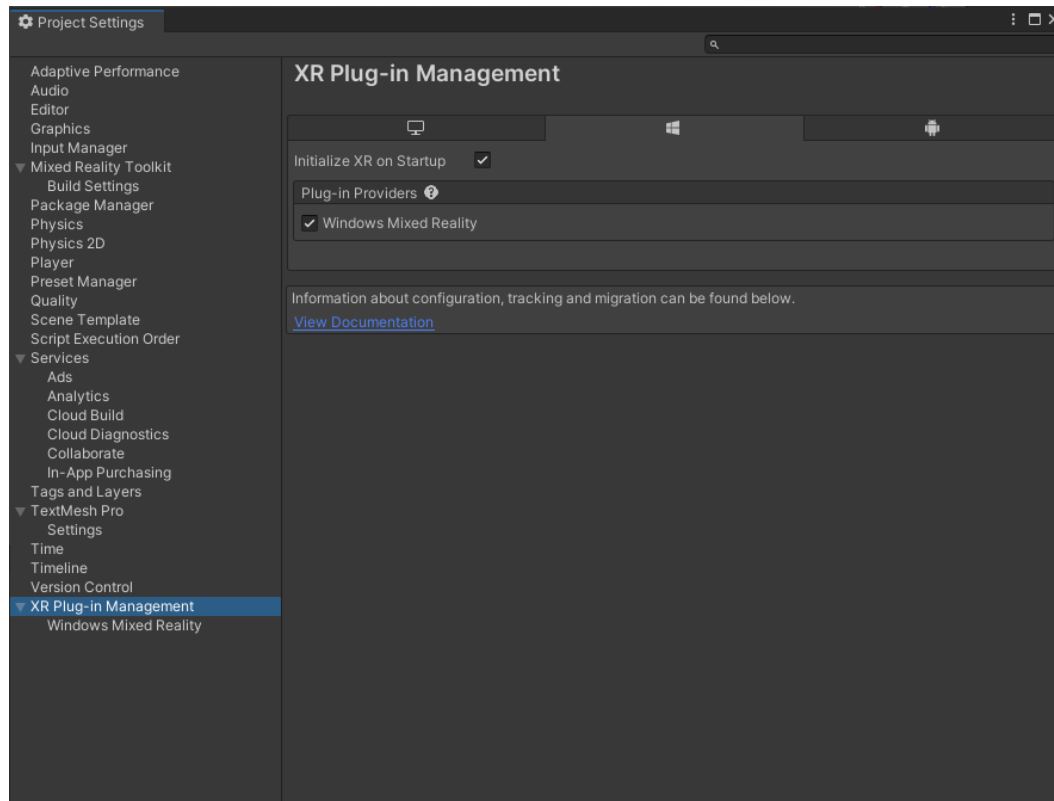 Project Settings
Adaptive Performance
Audio
Editor
Graphics
Input Manager
Mixed Reality Toolkit
Build Settings
Package Manager
Physics
Physics 2D
Player
Preset Manager
Quality
Scene Template
Script Execution Order
Services
Ads
Analytics
Cloud Build
Cloud Diagnostics
Collaborate
In-App Purchasing
Tags and Layers
TextMesh Pro
Settings
Time
Timeline
Version Control
XR Plug-in Management
Windows Mixed Reality
XR Plug-in Management
Initialize XR on Startup
Plug-in Providers
Windows Mixed Reality
Information about configuration, tracking and migration can be found below.
View Documentation